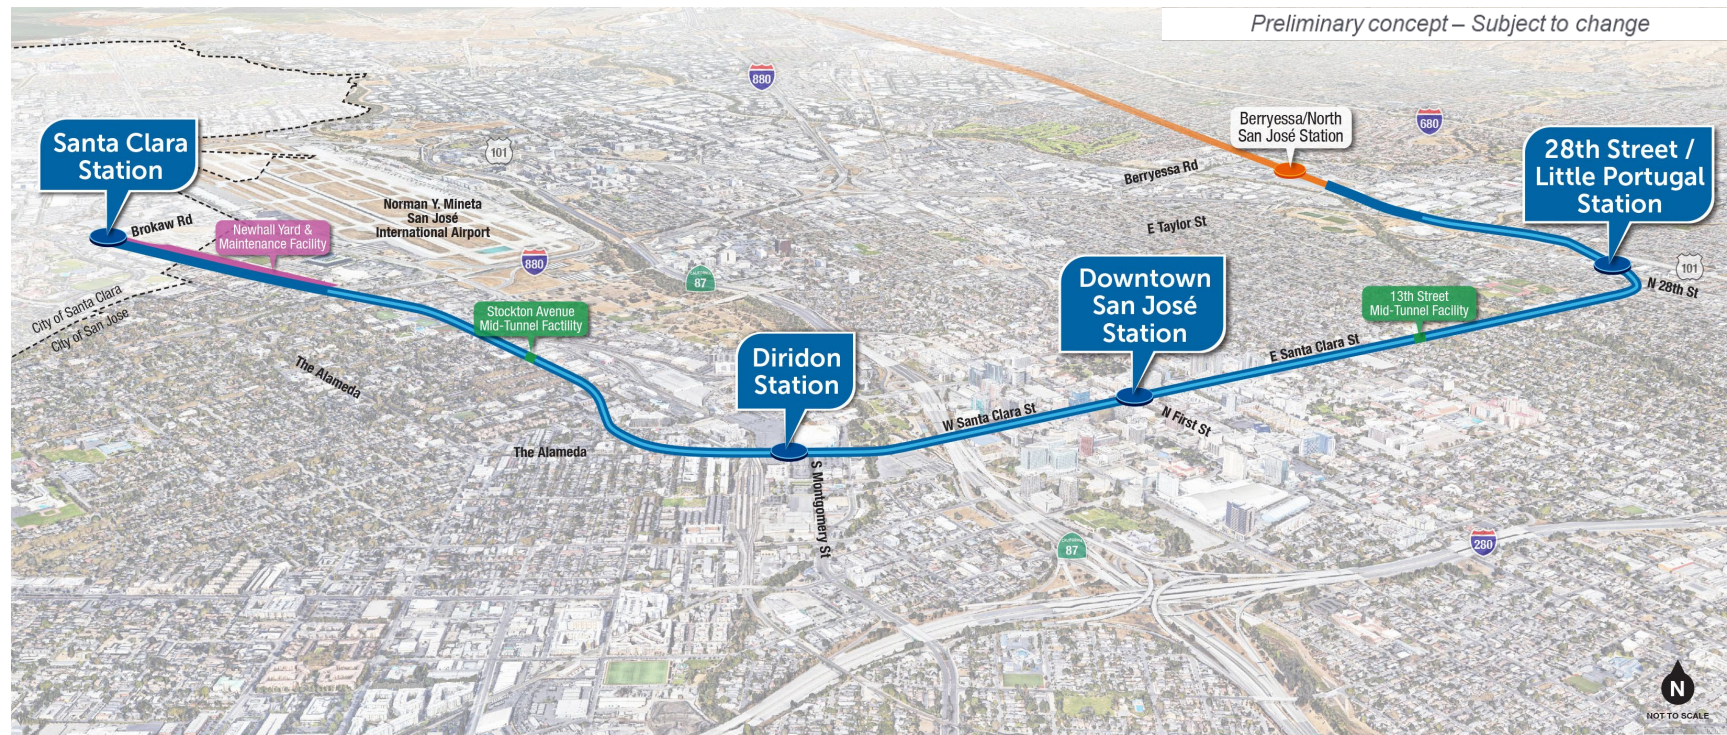 Preliminary concept – Subject to change
880
Berryessa/North
San José Station
680
Santa Clara
Station
101
28th Street /
Little Portugal
Station
Berryessa Rd
Norman Y. Mineta
San José
International Airport
Brokaw Rd
Newhall Yard &
Maintenance Facility
E Taylor St
880
CALIFORNIA
87
Downtown
San José
Station
101
N 28th St
City of Santa Clara
City of San Jose
Stockton Avenue
Mid-Tunnel Factility
13th Street
Mid-Tunnel Facility
Diridon
Station
E Santa Clara St
The Alameda
W Santa Clara St
N First St
The Alameda
S Montgomery St
CALIFORNIA
87
280
N
NOT TO SCALE